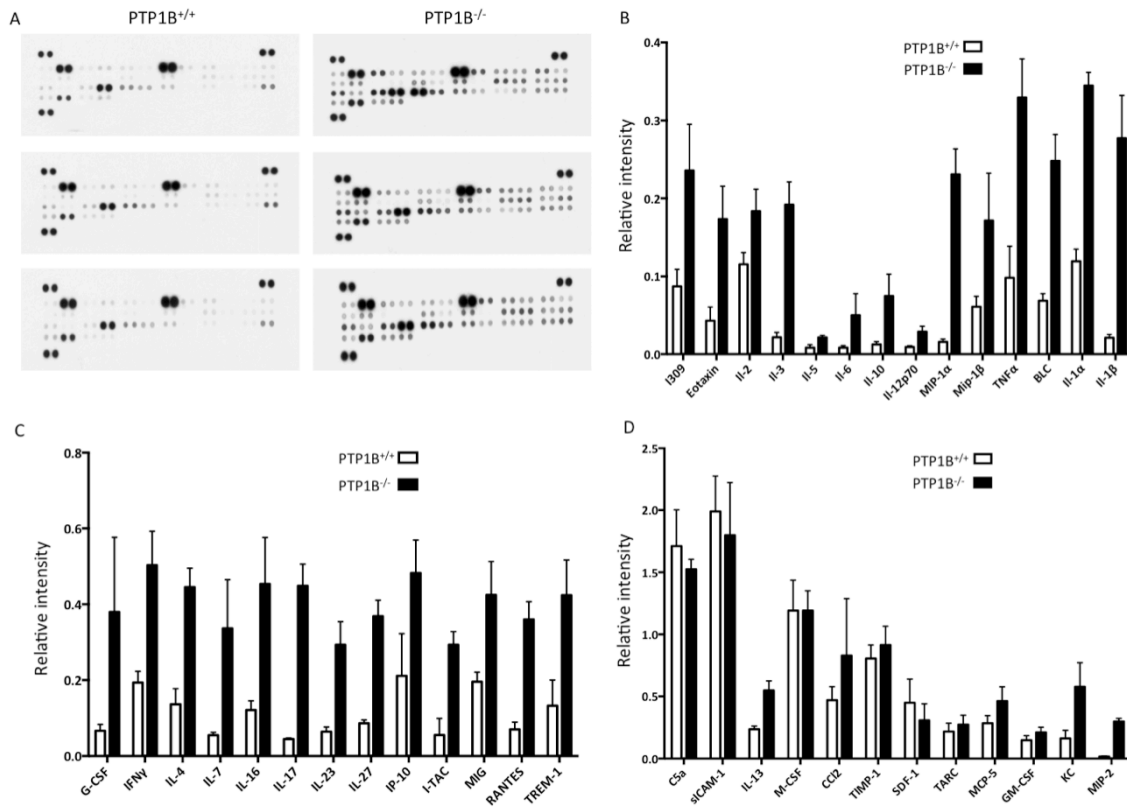 A
PTP1B+/+
PTP1B-/-
B
Relative intensity
0.4
0.3
0.2
0.1
0.0
PTP1B+/+
PTP1B-/-
I309
Eotaxin
Il-2
Il-3
Il-5
Il-6
Il-10
Il-12p70
MIP-1α
Mip-1β
TNFα
BLC
Il-1α
Il-1β
C
Relative intensity
0.8
0.6
0.4
0.2
0.0
PTP1B+/+
PTP1B-/-
G-CSF
IFNγ
IL-4
IL-7
IL-16
IL-17
IL-23
IL-27
IP-10
I-TAC
MIG
RANTES
TREM-1
D
Relative intensity
2.5
2.0
1.5
1.0
0.5
0.0
PTP1B+/+
PTP1B-/-
C5a
sICAM-1
IL-13
M-CSF
CCl2
TIMP-1
SDF-1
TARC
MCP-5
GM-CSF
KC
MIP-2